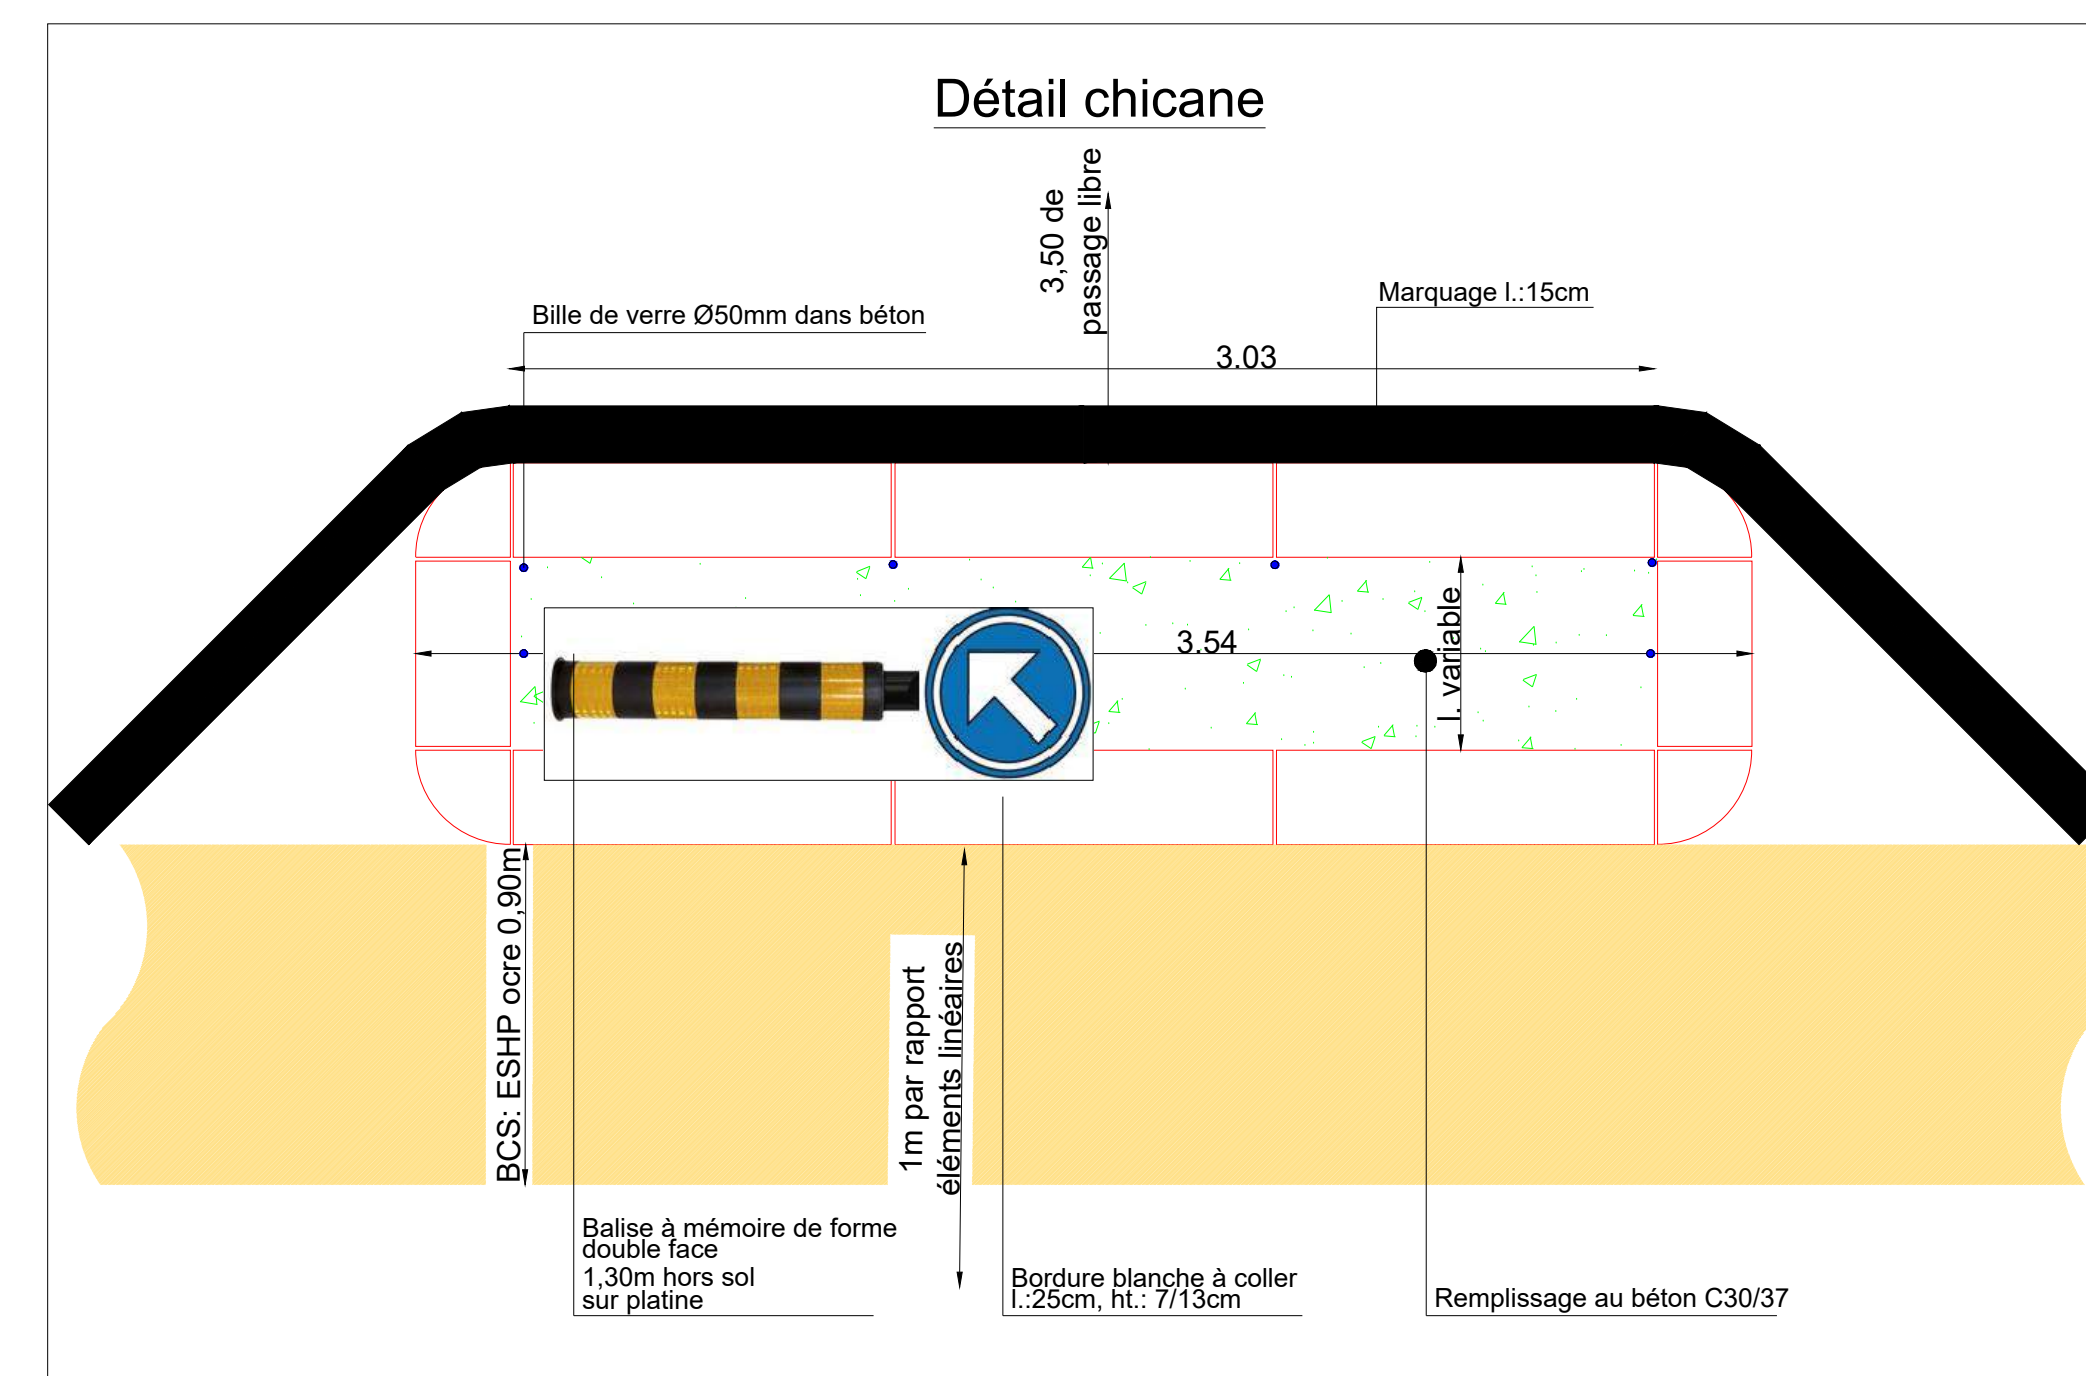 Détail chicane
3,50 de
passage libre
Marquage l.:15cm
Bille de verre Ø50mm dans béton
3.03
3.54
l. variable
BCS: ESHP ocre 0,90m
1m par rapport
éléments linéaires
Balise à mémoire de forme
double face
1,30m hors sol
sur platine
Bordure blanche à coller
l.:25cm, ht.: 7/13cm
Remplissage au béton C30/37